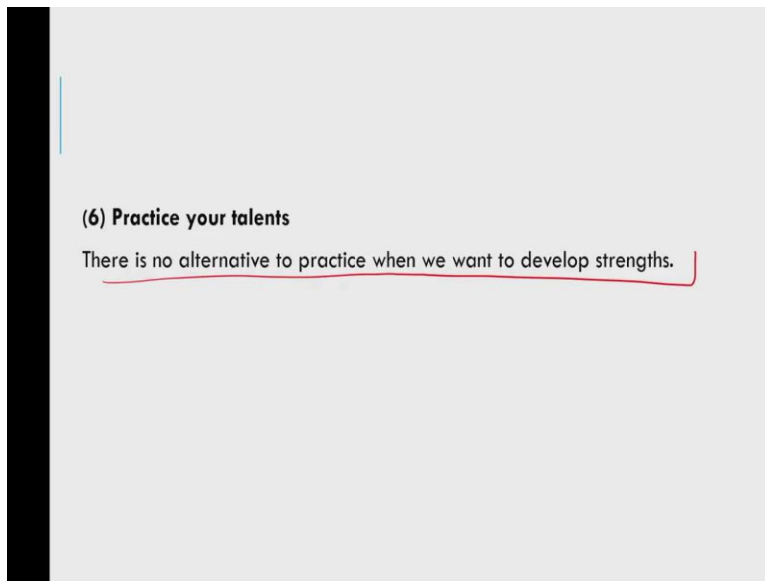 (6) Practice your talents
There is no alternative to practice when we want to develop strengths.